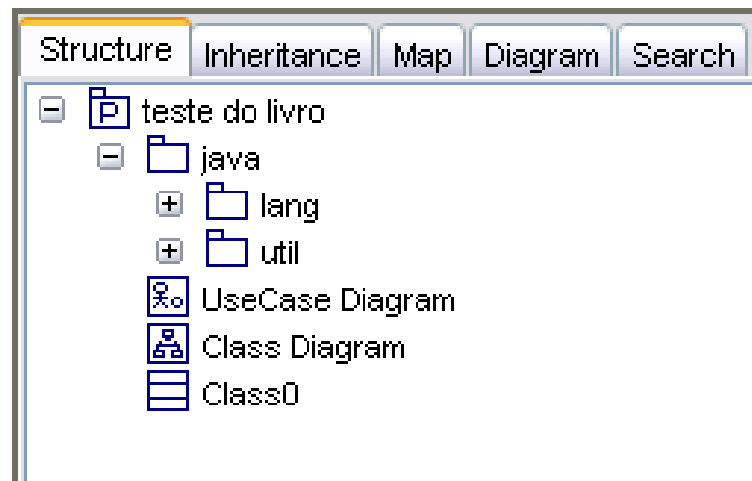 Structure Inheritance Map Diagram Search
P teste do livro
java
lang
util
UseCase Diagram
Class Diagram
Class0